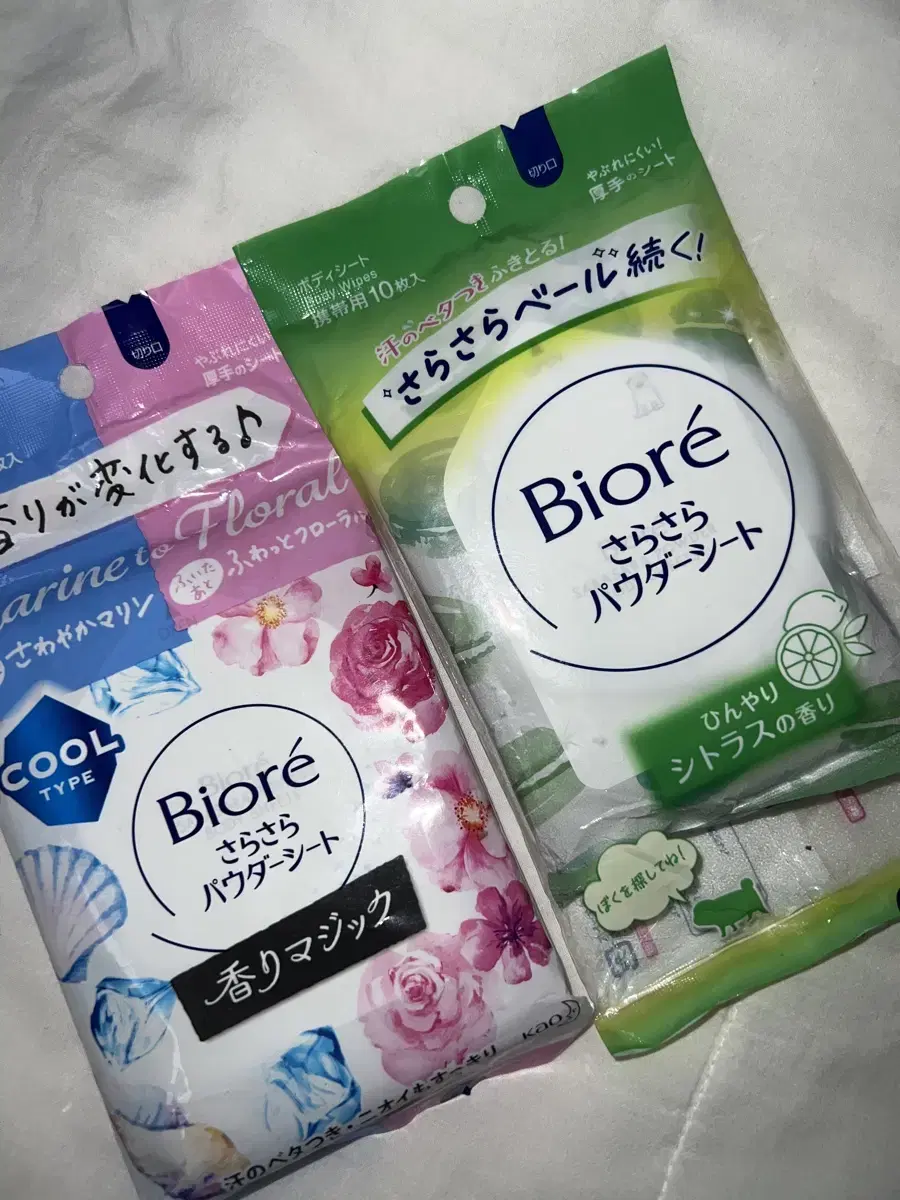 切り口
やぶれにくい!
厚手のシート
ボディシート
Body Wipes
携帯用10枚入
汗のベタつきをふきとる!
さらさらベール続く!
Bioré
さらさら
パウダーシート
ひんやり
シトラスの香り
ぼくを探してね!
切り口
やぶれにくい
厚手のシート
枚入
香りが変化する♪
arine to Floral
さわやかマリン
ふいたあと
ふわっとフローラル
COOL
TYPE
Bioré
さらさら
パウダーシート
香りマジック
Kao
汗のベタつき・ニオイもすっきり